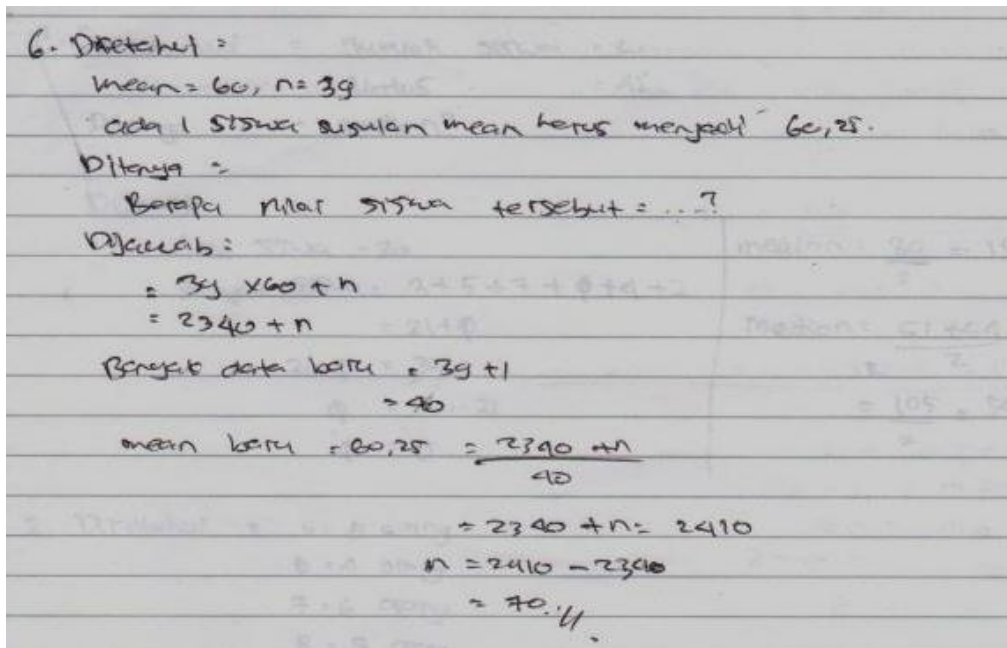 6. Diketahui =
mean = 60, n = 39
ada 1 siswa susulan mean harus menjadi 60,25.
Ditanya =
Berapa nilai siswa tersebut = ...?
Dijawab =
= 39 x 60 + n
= 2340 + n
Banyak data baru = 39 + 1
= 40
mean baru = 60,25 = 2340 + n
40
= 2340 + n = 2410
n = 2410 - 2340
= 70.//.